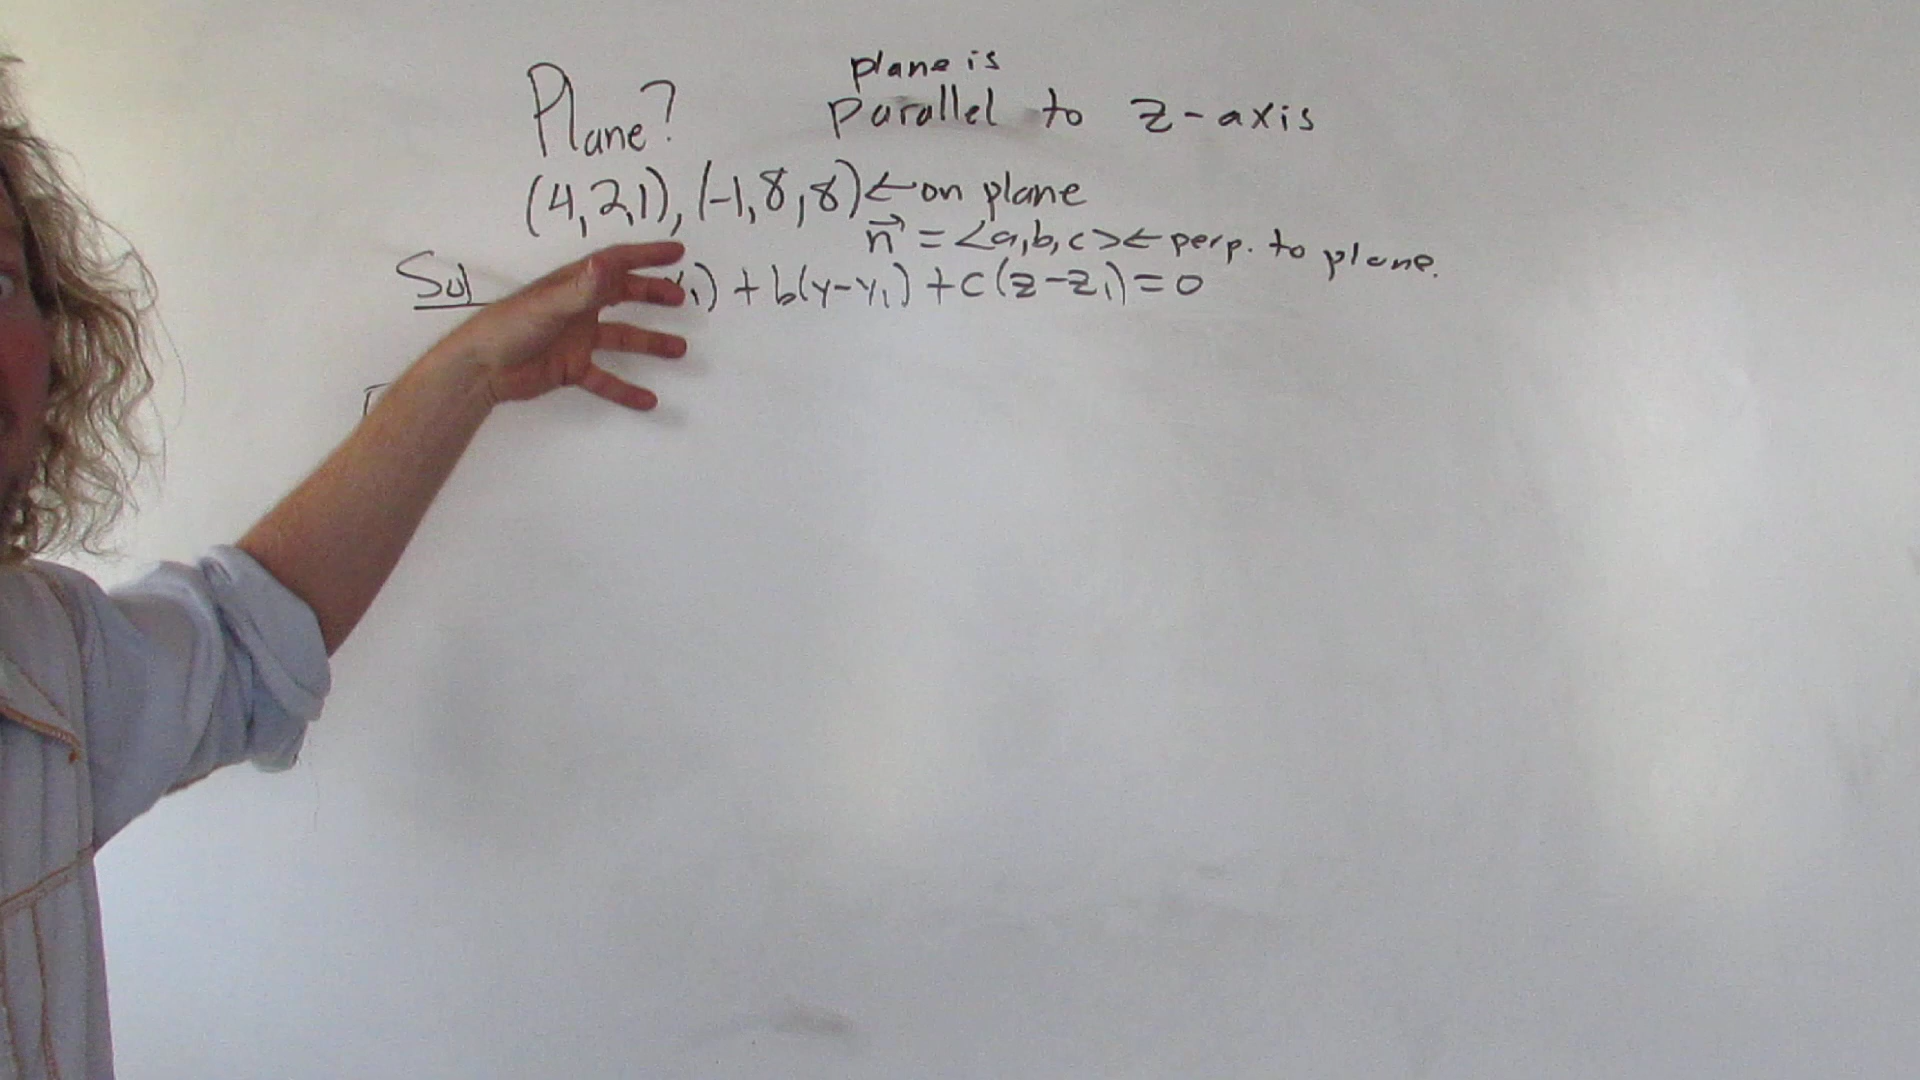 plane is
Plane? parallel to z-axis
(4,2,1), (-1,8,8) ← on plane
n⃗ = <a,b,c> ← perp. to plane.
Sol x₁) + b(y-y₁) + c(z-z₁) = 0